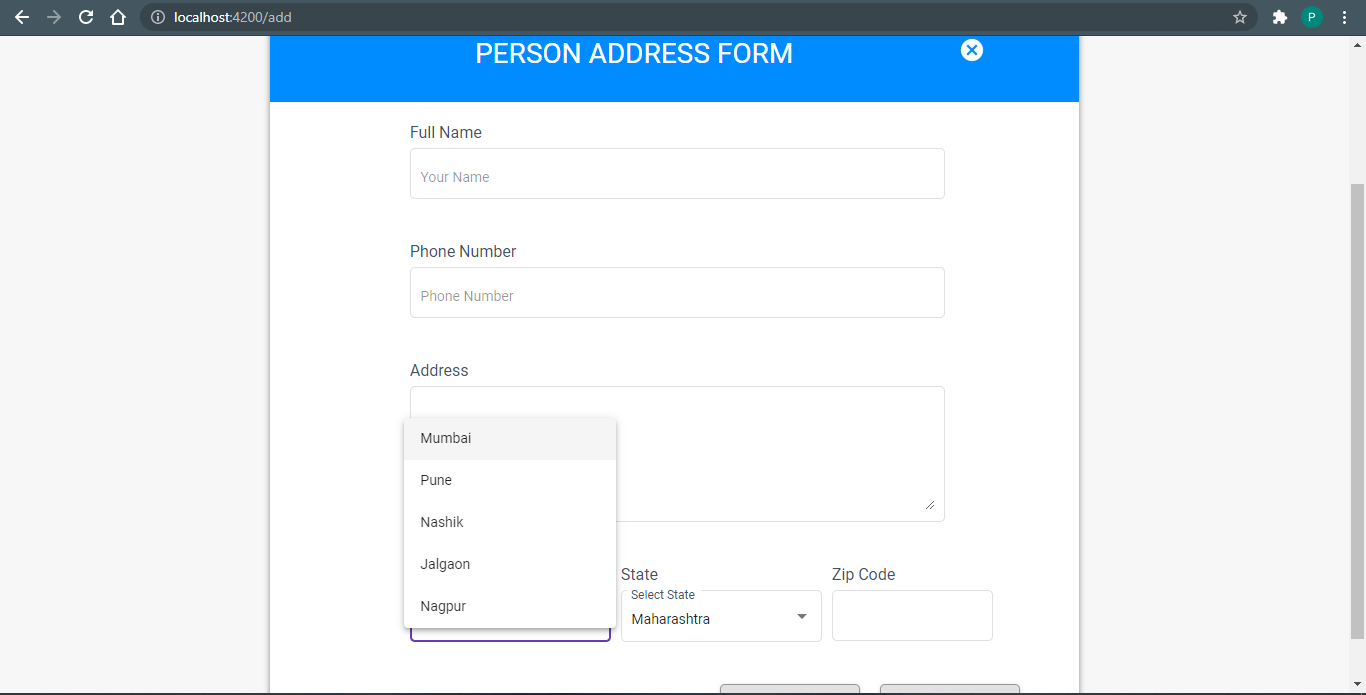 localhost:4200/add
P
PERSON ADDRESS FORM
Full Name
Your Name
Phone Number
Phone Number
Address
Mumbai
Pune
Nashik
Jalgaon
Nagpur
State
Select State
Maharashtra
Zip Code